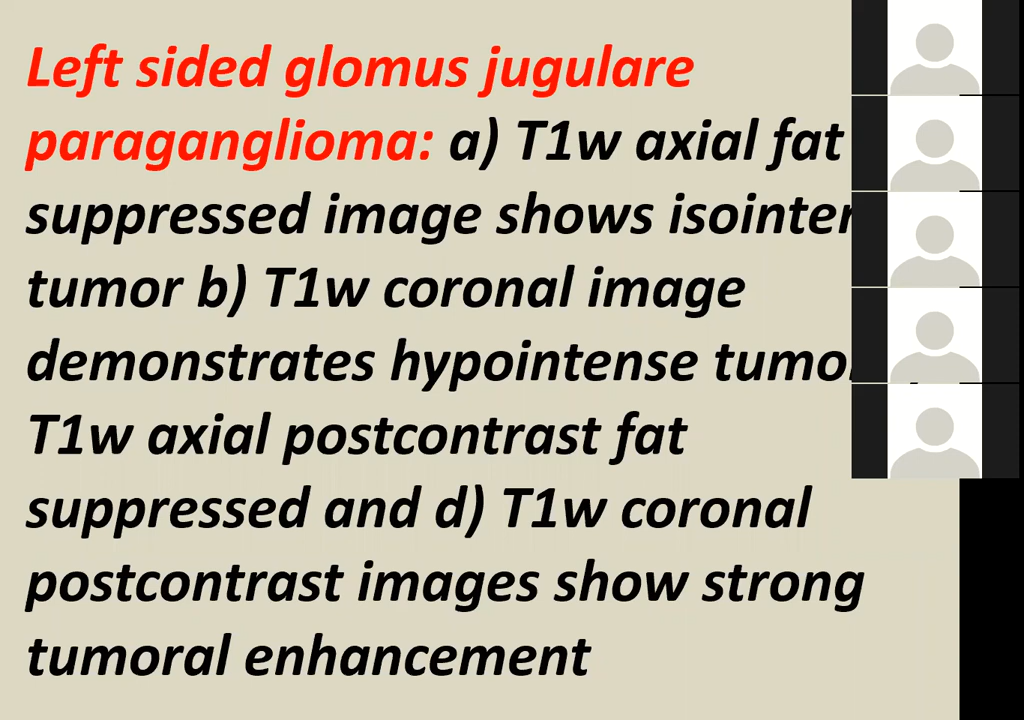 Left sided glomus jugulare
paraganglioma: a) T1w axial fat
suppressed image shows
tumor b) T1w coronal image
demonstrates hypointense
T1w axial postcontrast fat
suppressed and d) T1w coronal
postcontrast images show strong
tumoral enhancement